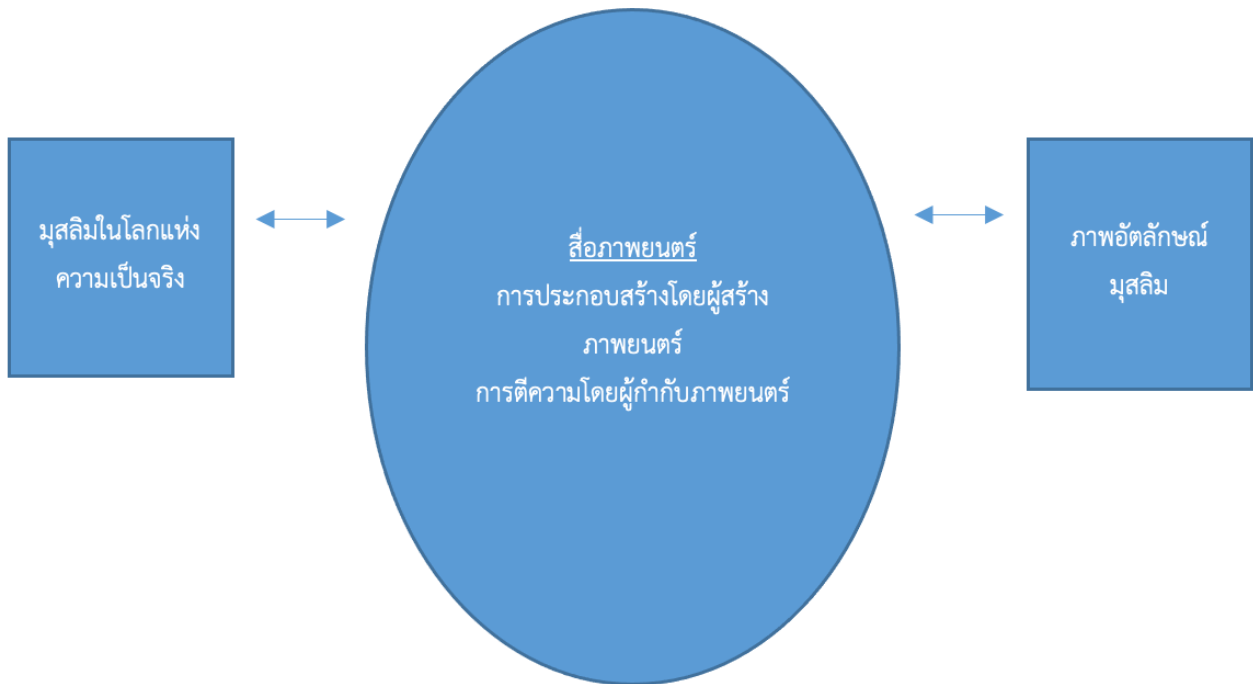 มุสลิมในโลกแห่ง
ความเป็นจริง
สื่อภาพยนตร์
การประกอบสร้างโดยผู้สร้าง
ภาพยนตร์
การตีความโดยผู้กำกับภาพยนตร์
ภาพอัตลักษณ์
มุสลิม